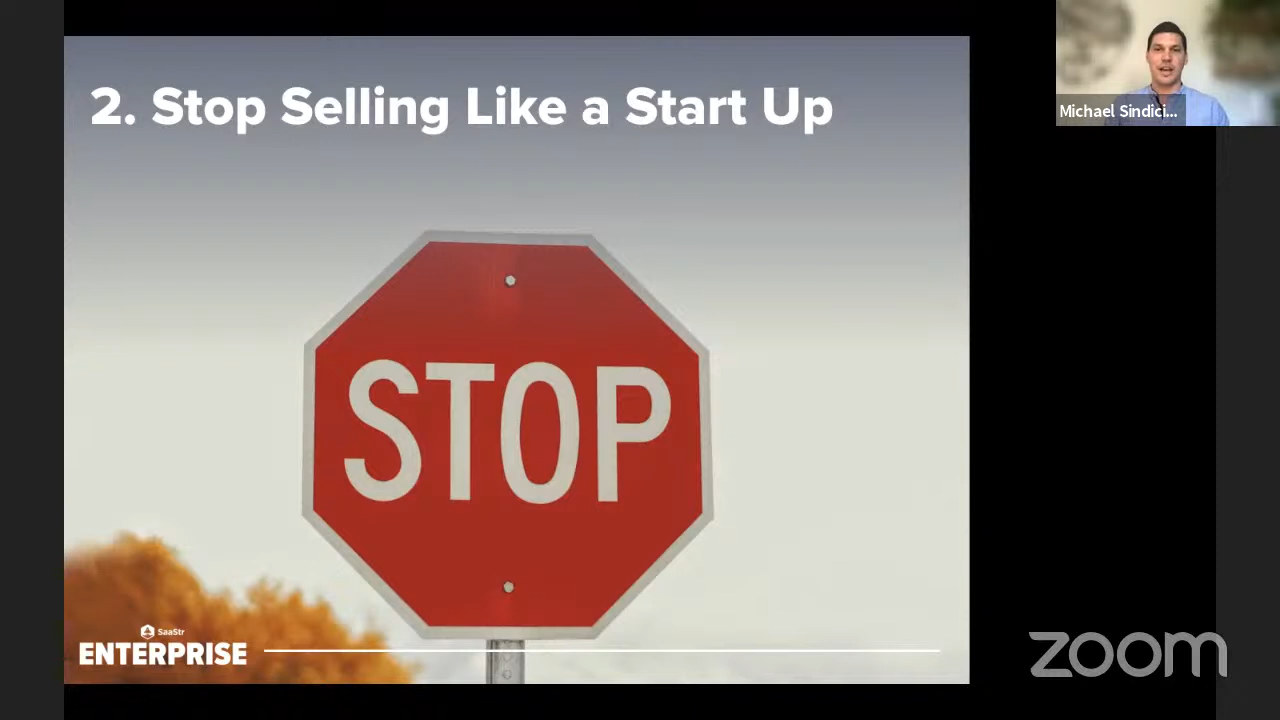 2. Stop Selling Like a Start Up
Michael Sindici...
STOP
SaaStr
ENTERPRISE
zoom